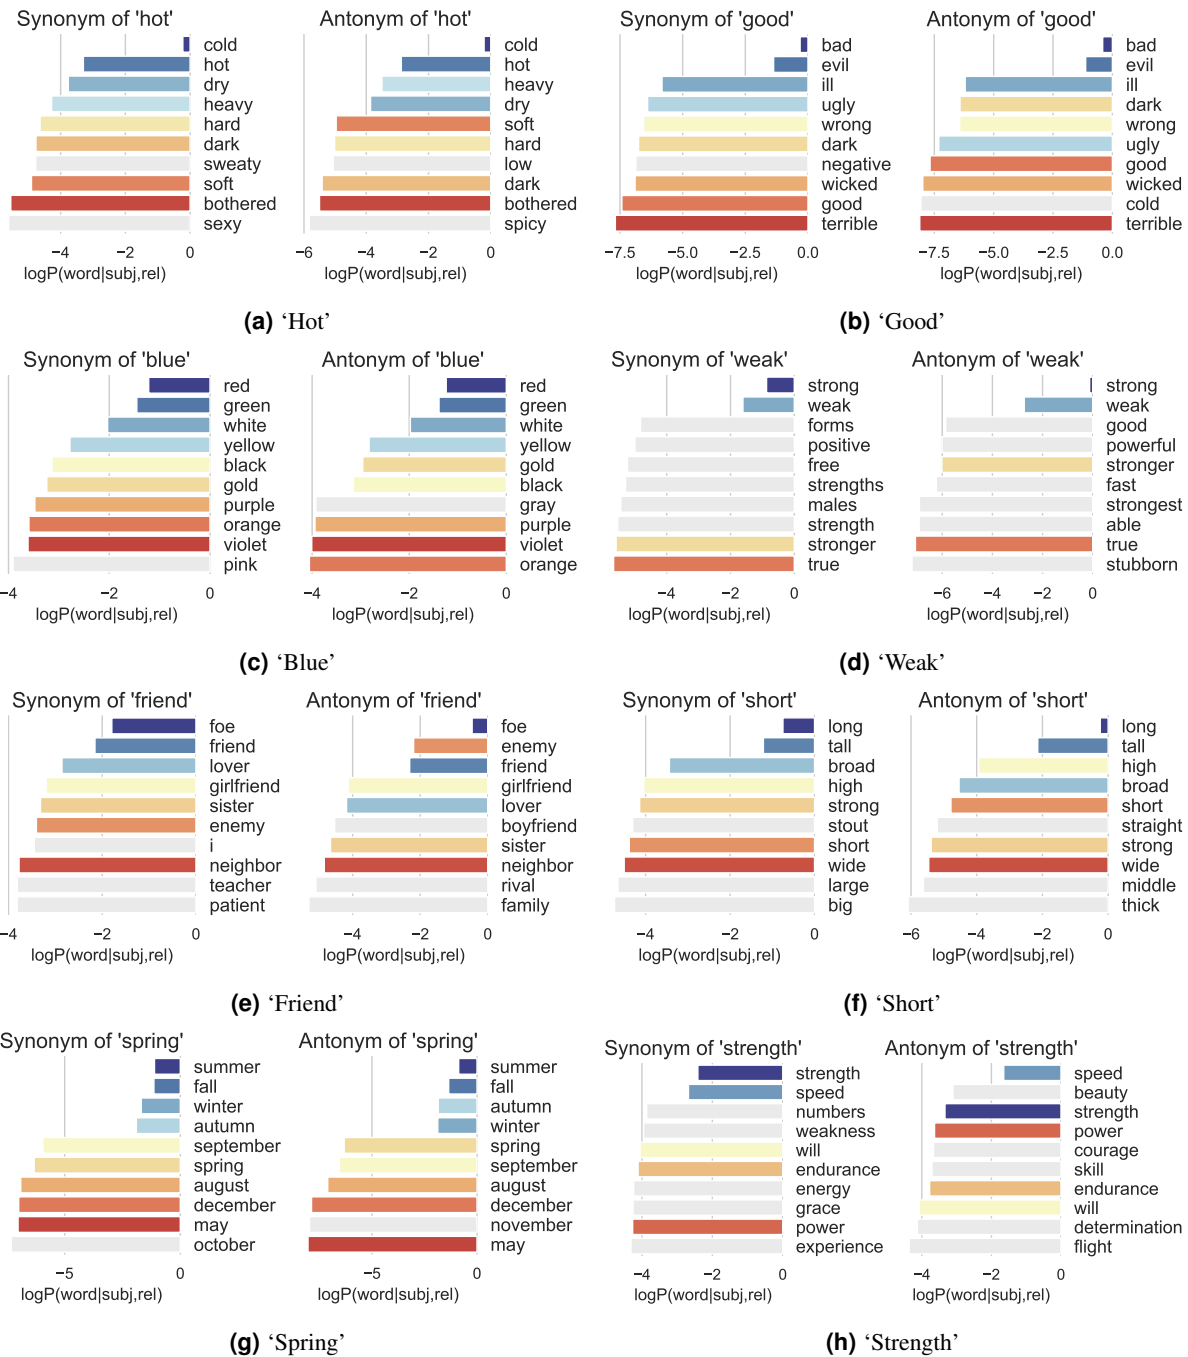 Synonym of 'hot'
cold
hot
dry
heavy
hard
dark
sweaty
soft
bothered
sexy
−4 −2 0
logP(word|subj,rel)
Antonym of 'hot'
cold
hot
heavy
dry
soft
hard
low
dark
bothered
spicy
−6 −4 −2 0
logP(word|subj,rel)
(a) ‘Hot’
Synonym of 'good'
bad
evil
ill
ugly
wrong
dark
negative
wicked
good
terrible
−7.5 −5.0 −2.5 0.0
logP(word|subj,rel)
Antonym of 'good'
bad
evil
ill
dark
wrong
ugly
good
wicked
cold
terrible
−7.5 −5.0 −2.5 0.0
logP(word|subj,rel)
(b) ‘Good’
Synonym of 'blue'
red
green
white
yellow
black
gold
purple
orange
violet
pink
−4 −2 0
logP(word|subj,rel)
Antonym of 'blue'
red
green
white
yellow
gold
black
gray
purple
violet
orange
−4 −2 0
logP(word|subj,rel)
(c) ‘Blue’
Synonym of 'weak'
strong
weak
forms
positive
free
strengths
males
strength
stronger
true
−4 −2 0
logP(word|subj,rel)
Antonym of 'weak'
strong
weak
good
powerful
stronger
fast
strongest
able
true
stubborn
−6 −4 −2 0
logP(word|subj,rel)
(d) ‘Weak’
Synonym of 'friend'
foe
friend
lover
girlfriend
sister
enemy
i
neighbor
teacher
patient
−4 −2 0
logP(word|subj,rel)
Antonym of 'friend'
foe
enemy
friend
girlfriend
lover
boyfriend
sister
neighbor
rival
family
−4 −2 0
logP(word|subj,rel)
(e) ‘Friend’
Synonym of 'short'
long
tall
broad
high
strong
stout
short
wide
large
big
−4 −2 0
logP(word|subj,rel)
Antonym of 'short'
long
tall
high
broad
short
straight
strong
wide
middle
thick
−6 −4 −2 0
logP(word|subj,rel)
(f) ‘Short’
Synonym of 'spring'
summer
fall
winter
autumn
september
spring
august
december
may
october
−5 0
logP(word|subj,rel)
Antonym of 'spring'
summer
fall
autumn
winter
spring
september
august
december
november
may
−5 0
logP(word|subj,rel)
(g) ‘Spring’
Synonym of 'strength'
strength
speed
numbers
weakness
will
endurance
energy
grace
power
experience
−4 −2 0
logP(word|subj,rel)
Antonym of 'strength'
speed
beauty
strength
power
courage
skill
endurance
will
determination
flight
−4 −2 0
logP(word|subj,rel)
(h) ‘Strength’